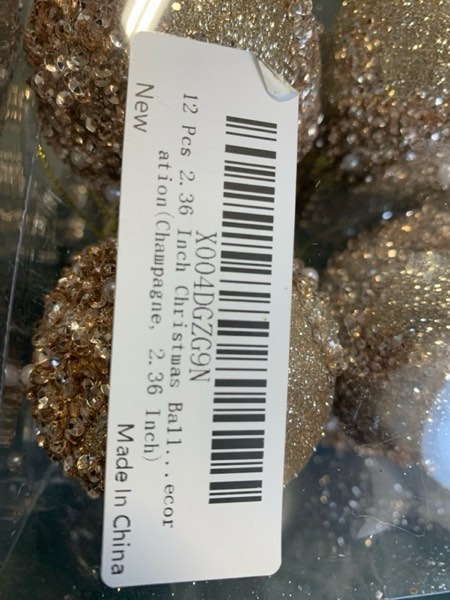 X004DGZG9N
12 Pcs 2.36 Inch Christmas Ball...ecor
ation(Champagne, 2.36 Inch)
New
Made In China